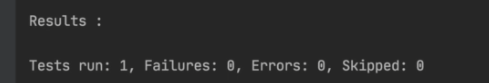 Results :
Tests run: 1, Failures: 0, Errors: 0, Skipped: 0